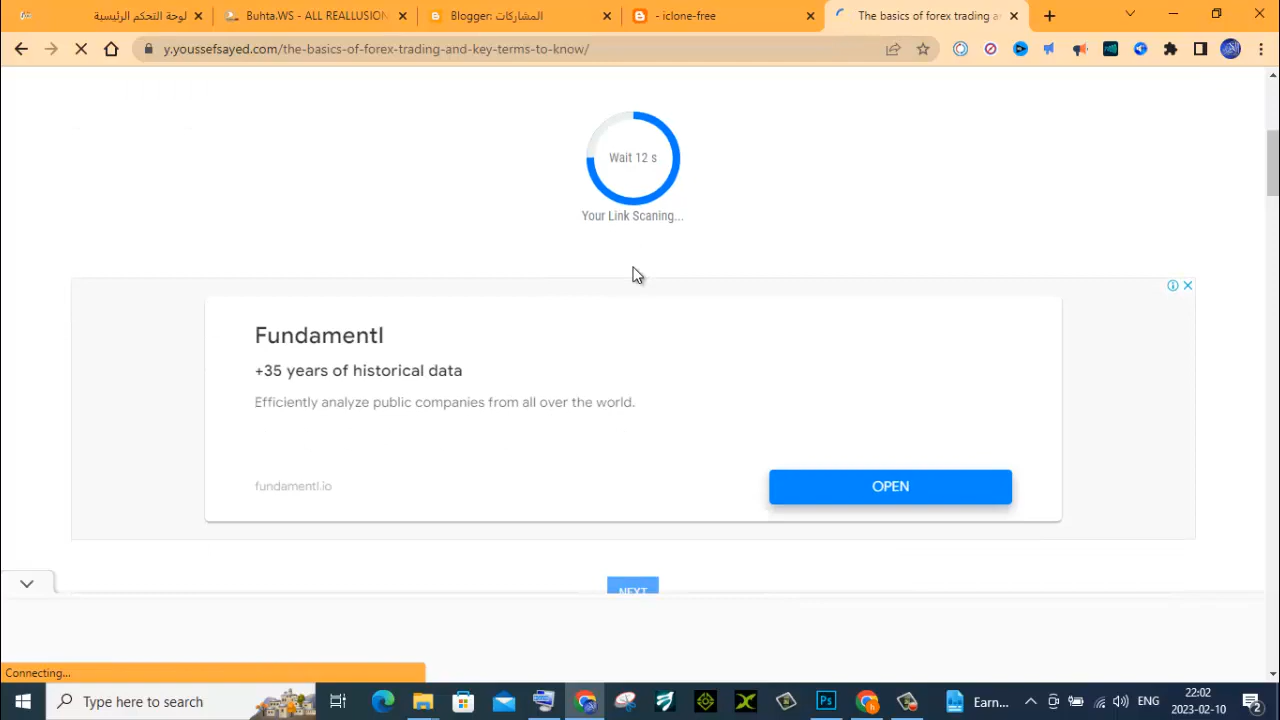 لوحة التحكم الرئيسية
Buhta.WS - ALL REALLUSION
Blogger: المشاركات
- iclone-free
The basics of forex trading a
y.youssefsayed.com/the-basics-of-forex-trading-and-key-terms-to-know/
Wait 12 s
Your Link Scaning...
Fundamentl
+35 years of historical data
Efficiently analyze public companies from all over the world.
fundamentl.io
OPEN
NEXT
Connecting...
Type here to search
Earn...
ENG
22:02
2023-02-10
2